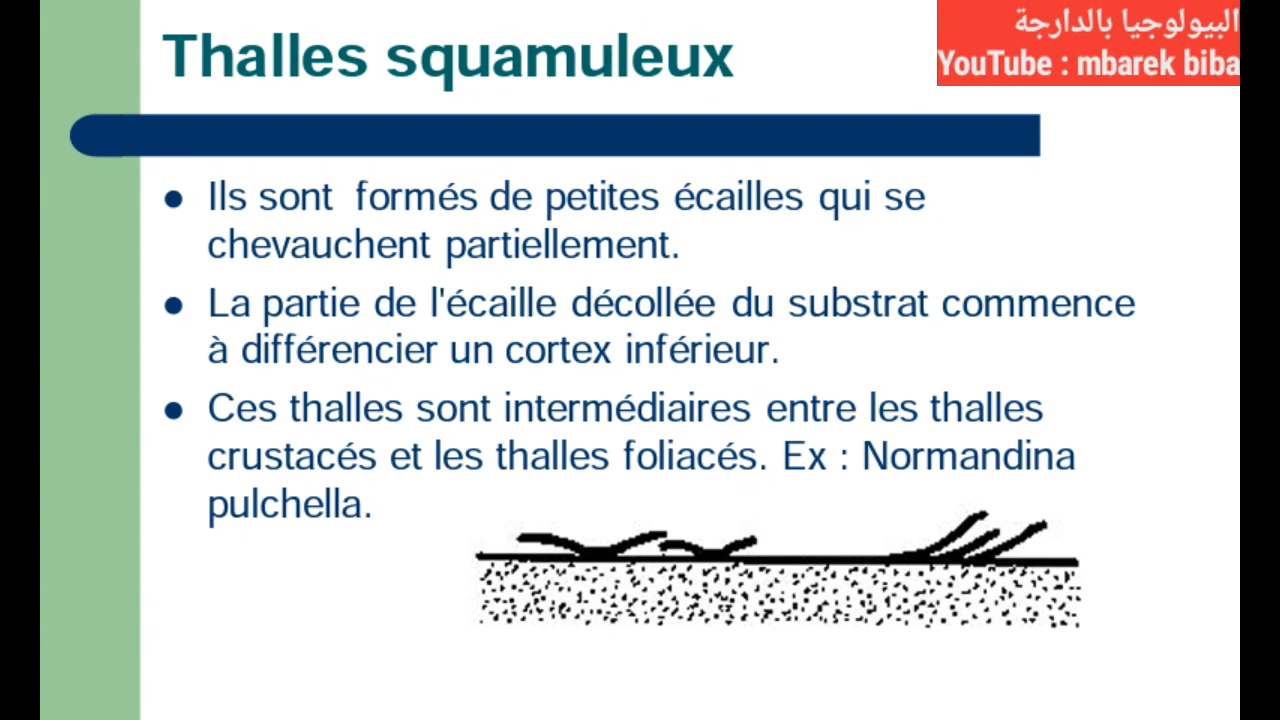 Thalles squamuleux
البيولوجيا بالدارجة
YouTube : mbarek biba
Ils sont formés de petites écailles qui se
chevauchent partiellement.
La partie de l'écaille décollée du substrat commence
à différencier un cortex inférieur.
Ces thalles sont intermédiaires entre les thalles
crustacés et les thalles foliacés. Ex : Normandina
pulchella.